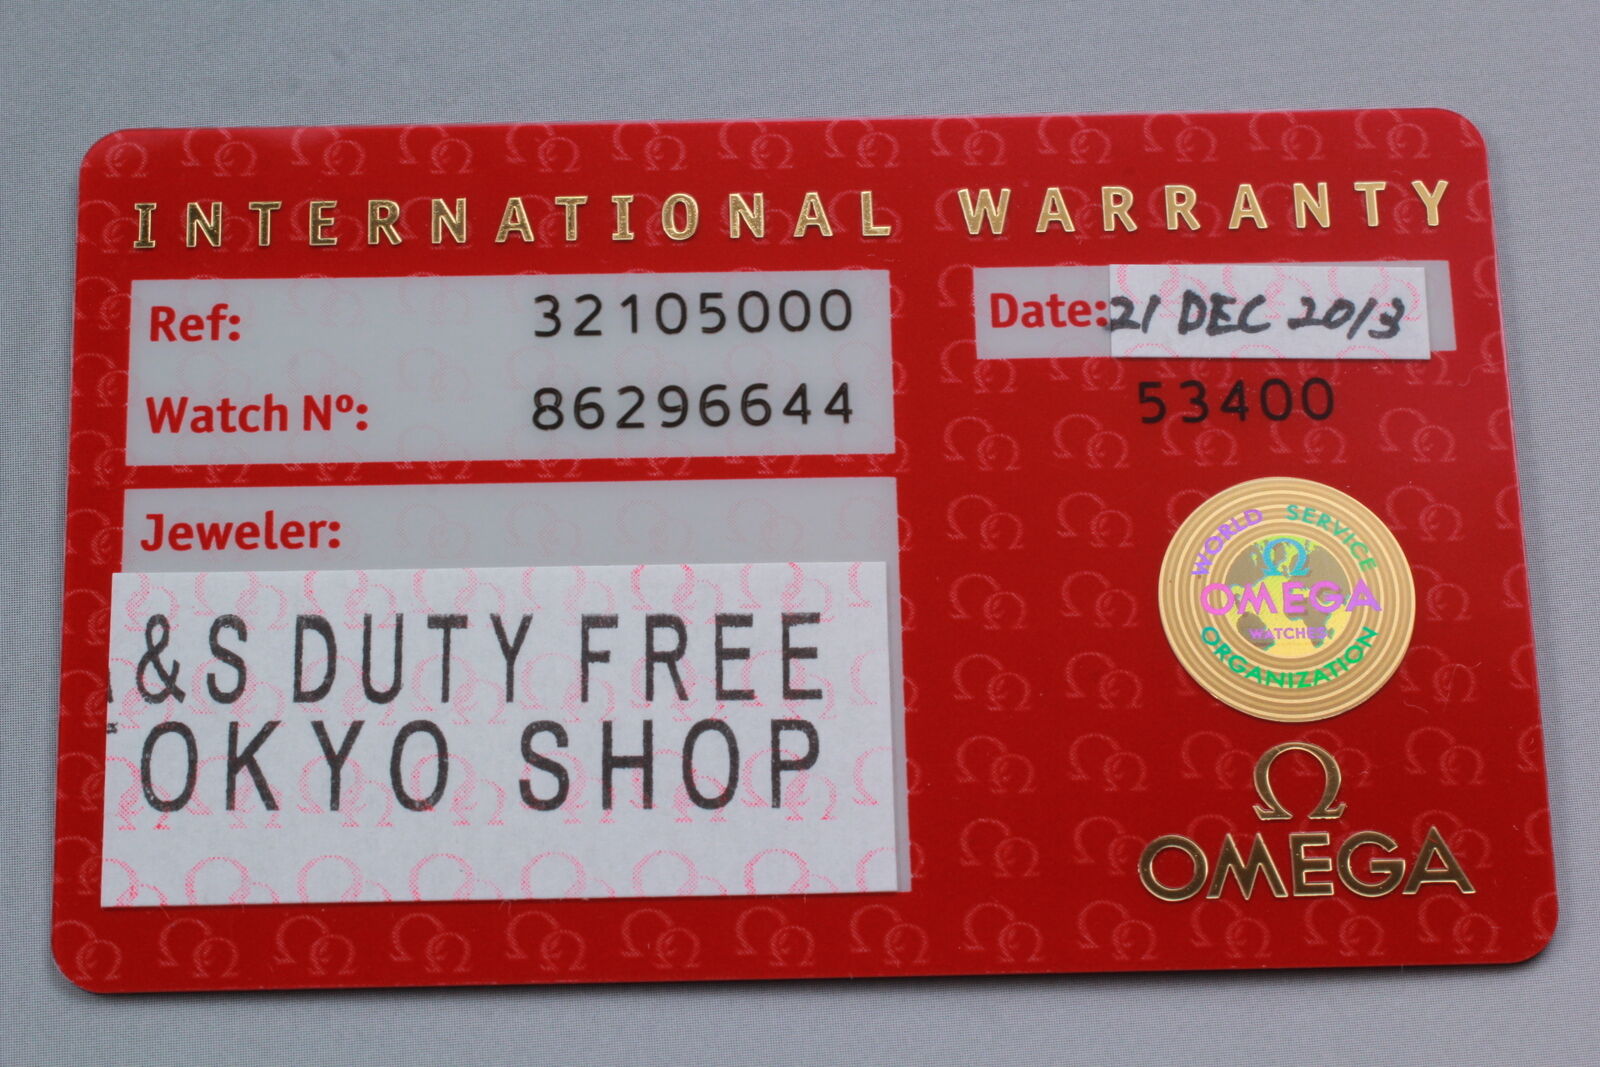 INTERNATIONAL WARRANTY
Ref: 32105000
Date: 21 DEC 2013
Watch Nº: 86296644
53400
Jeweler:
&S DUTY FREE
TOKYO SHOP
WORLD SERVICE
Ω
OMEGA
WATCHES
ORGANIZATION
Ω
OMEGA